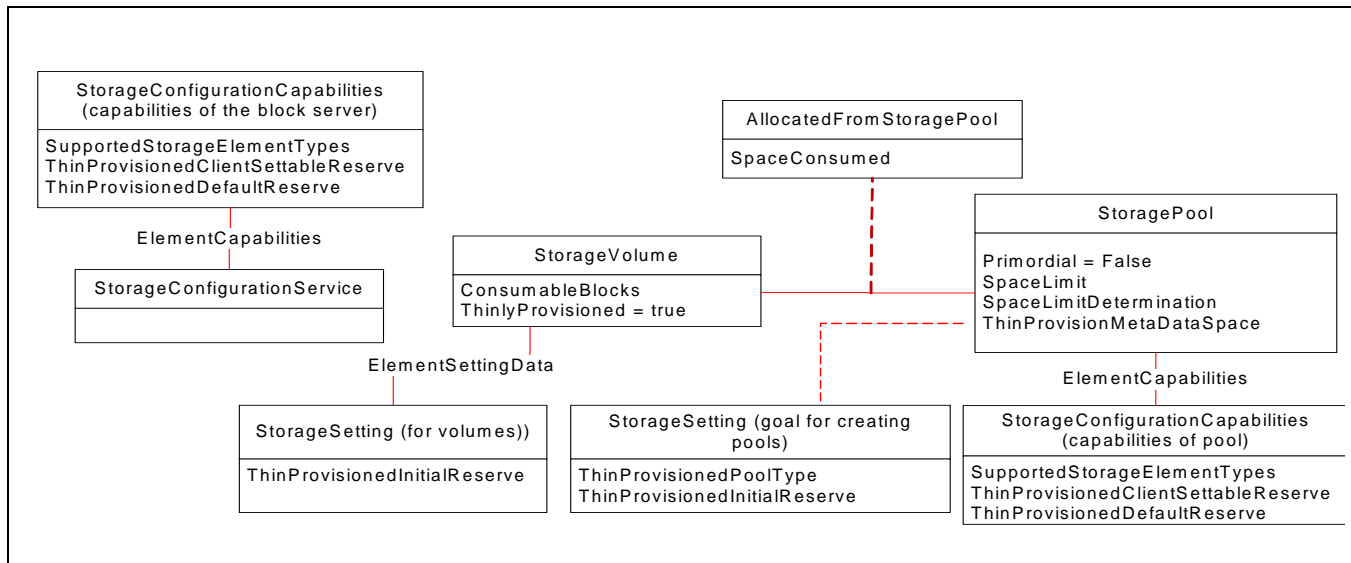 StorageConfigurationCapabilities
(capabilities of the block server)
SupportedStorageElementTypes
ThinProvisionedClientSettableReserve
ThinProvisionedDefaultReserve
ElementCapabilities
StorageConfigurationService
AllocatedFromStoragePool
SpaceConsumed
StorageVolume
ConsumableBlocks
ThinlyProvisioned = true
StoragePool
Primordial = False
SpaceLimit
SpaceLimitDetermination
ThinProvisionMetaDataSpace
ElementSettingData
ElementCapabilities
StorageSetting (for volumes))
ThinProvisionedInitialReserve
StorageSetting (goal for creating
pools)
ThinProvisionedPoolType
ThinProvisionedInitialReserve
StorageConfigurationCapabilities
(capabilities of pool)
SupportedStorageElementTypes
ThinProvisionedClientSettableReserve
ThinProvisionedDefaultReserve